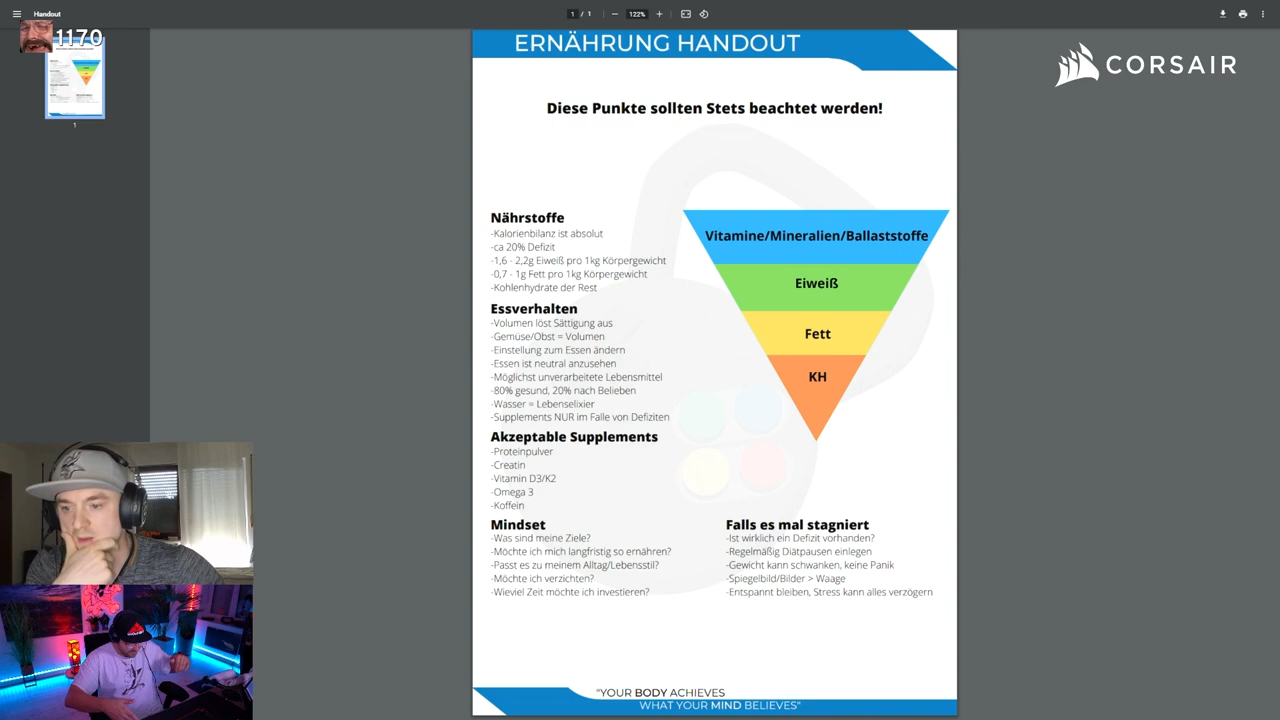 Handout
1 / 1
122%
1170
1
CORSAIR
ERNÄHRUNG HANDOUT
Diese Punkte sollten Stets beachtet werden!
Nährstoffe
-Kalorienbilanz ist absolut
-ca 20% Defizit
-1,6 - 2,2g Eiweiß pro 1kg Körpergewicht
-0,7 - 1g Fett pro 1kg Körpergewicht
-Kohlenhydrate der Rest
Vitamine/Mineralien/Ballaststoffe
Eiweiß
Fett
KH
Essverhalten
-Volumen löst Sättigung aus
-Gemüse/Obst = Volumen
-Einstellung zum Essen ändern
-Essen ist neutral anzusehen
-Möglichst unverarbeitete Lebensmittel
-80% gesund, 20% nach Belieben
-Wasser = Lebenselixier
-Supplements NUR im Falle von Defiziten
Akzeptable Supplements
-Proteinpulver
-Creatin
-Vitamin D3/K2
-Omega 3
-Koffein
Mindset
-Was sind meine Ziele?
-Möchte ich mich langfristig so ernähren?
-Passt es zu meinem Alltag/Lebensstil?
-Möchte ich verzichten?
-Wieviel Zeit möchte ich investieren?
Falls es mal stagniert
-Ist wirklich ein Defizit vorhanden?
-Regelmäßig Diätpausen einlegen
-Gewicht kann schwanken, keine Panik
-Spiegelbild/Bilder > Waage
-Entspannt bleiben, Stress kann alles verzögern
"YOUR BODY ACHIEVES
WHAT YOUR MIND BELIEVES"